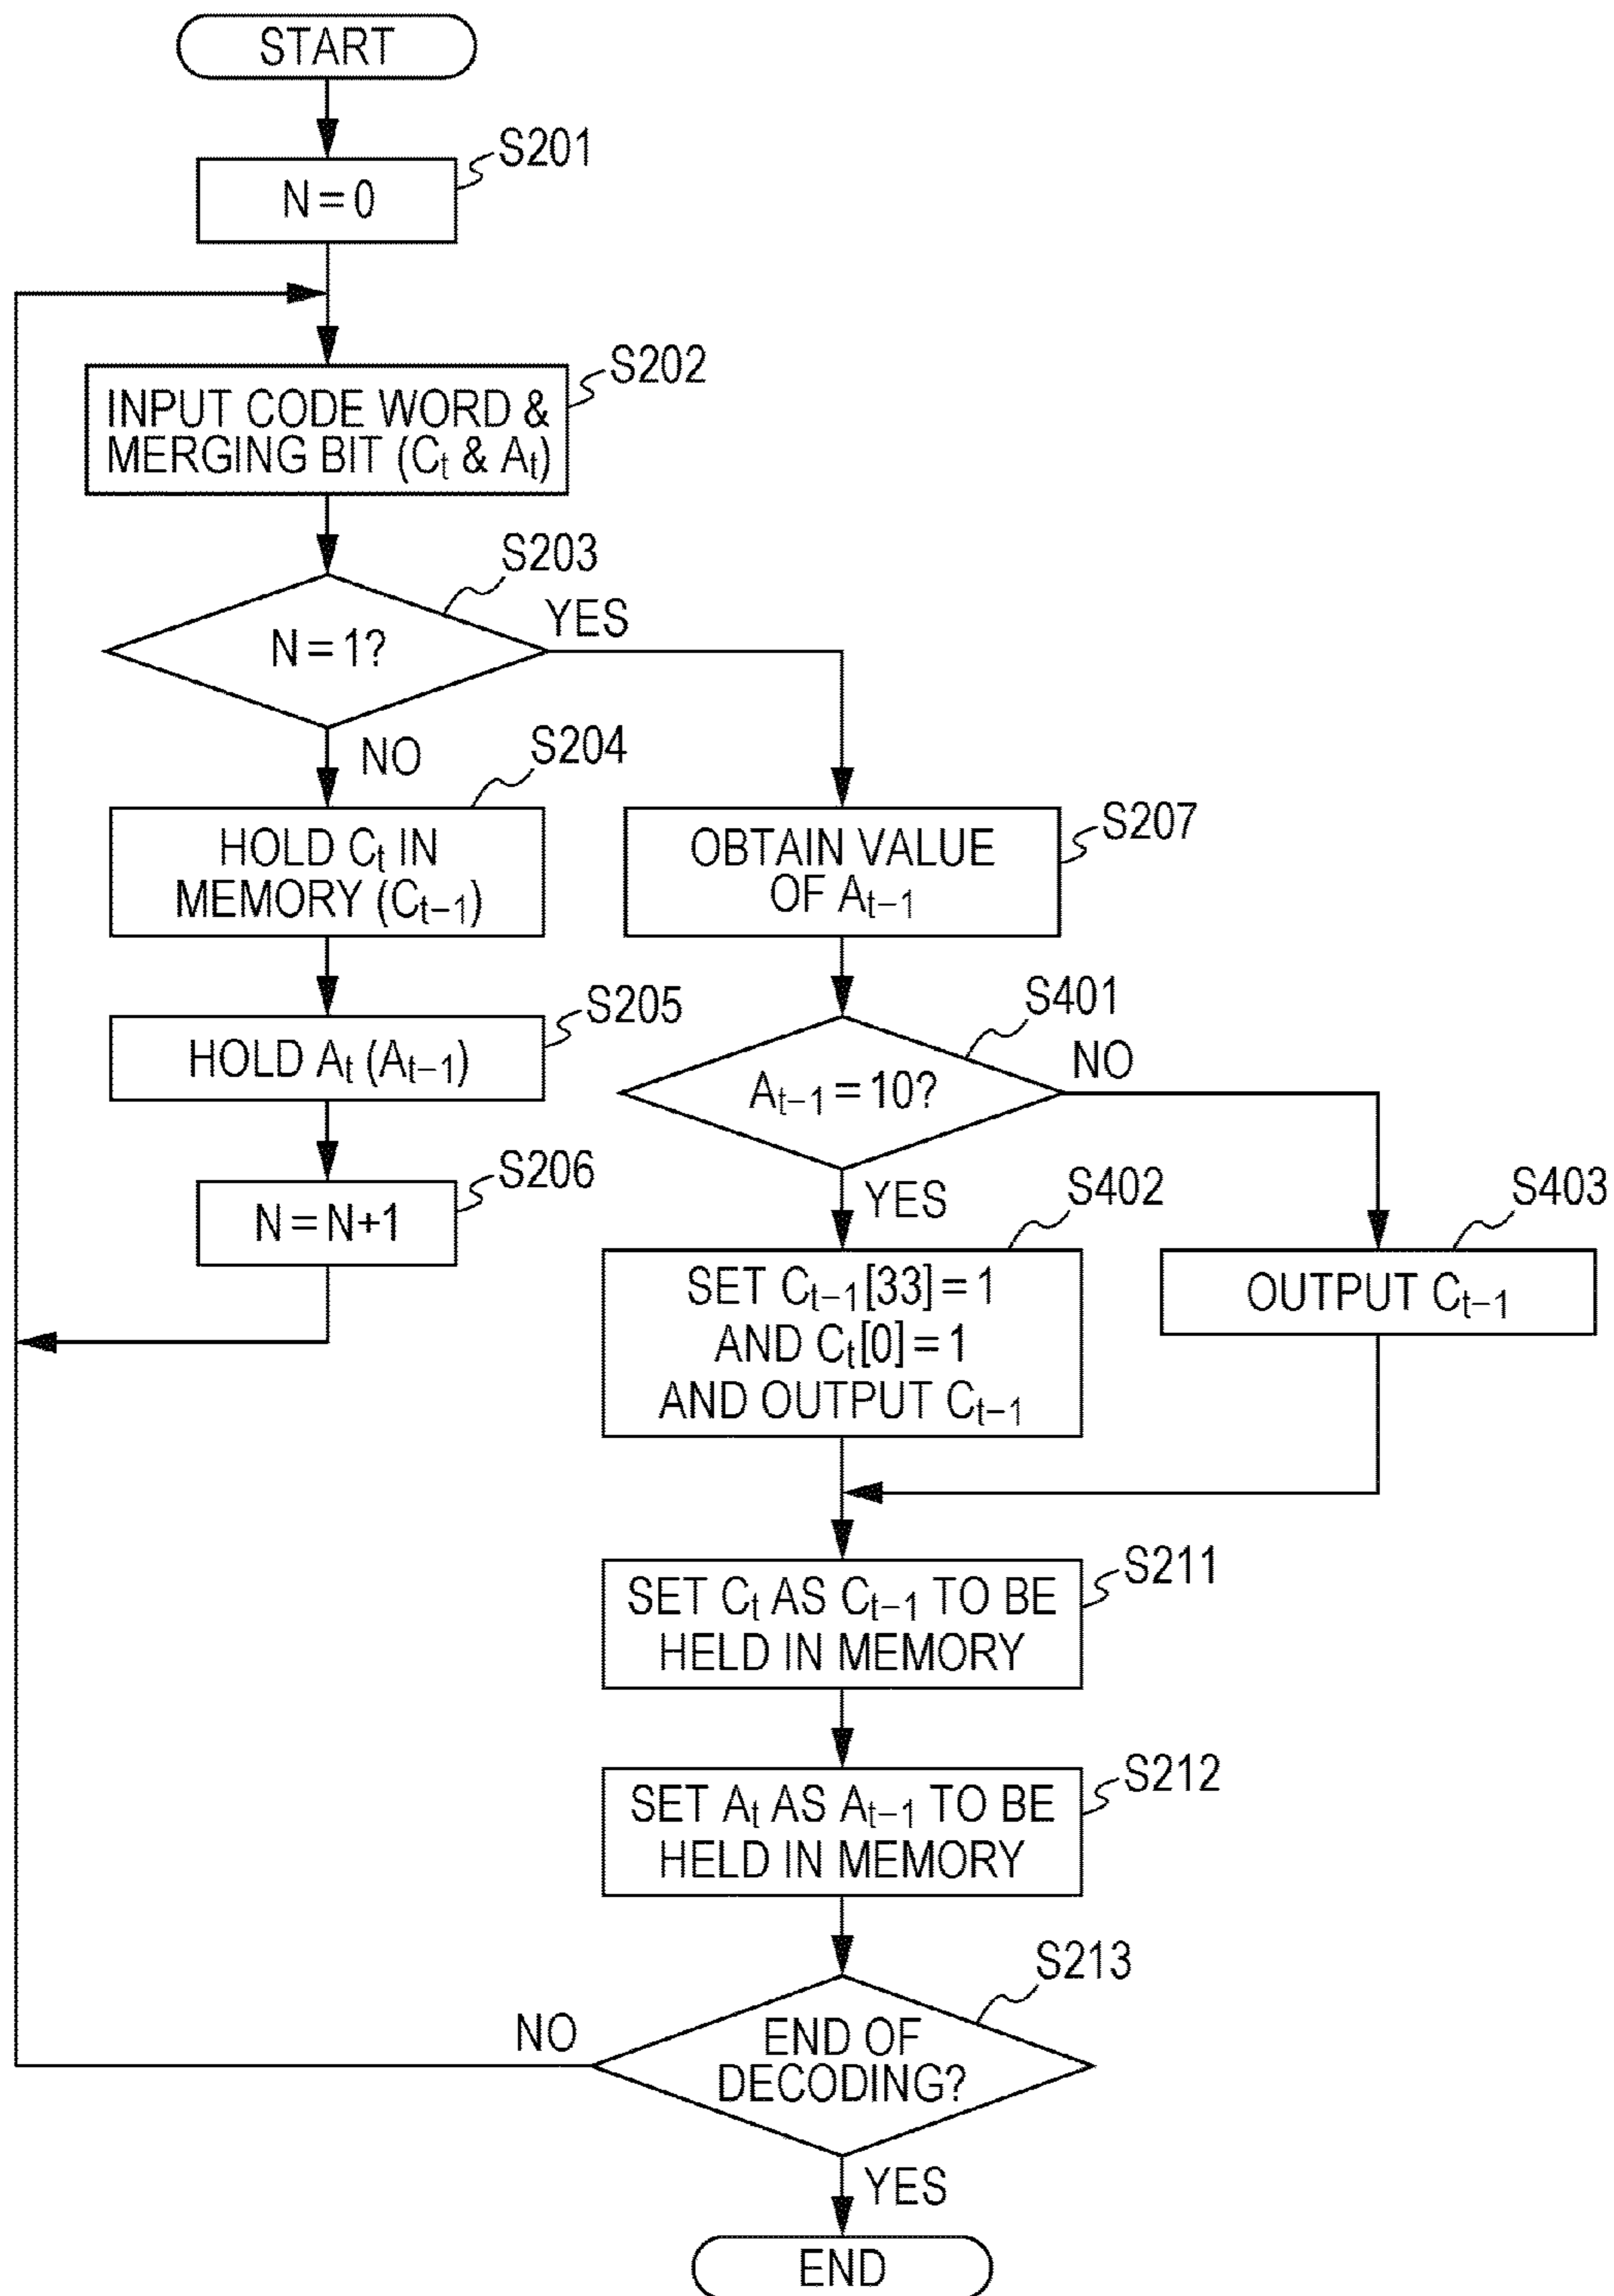 START
S201
N = 0
S202
INPUT CODE WORD &
MERGING BIT (Cₜ & Aₜ)
S203
N = 1?
YES
NO
S204
HOLD Cₜ IN
MEMORY (Cₜ₋₁)
S207
OBTAIN VALUE
OF Aₜ₋₁
S205
HOLD Aₜ (Aₜ₋₁)
S401
Aₜ₋₁ = 10?
NO
YES
S206
N = N+1
S402
SET Cₜ₋₁[33] = 1
AND Cₜ[0] = 1
AND OUTPUT Cₜ₋₁
S403
OUTPUT Cₜ₋₁
S211
SET Cₜ AS Cₜ₋₁ TO BE
HELD IN MEMORY
S212
SET Aₜ AS Aₜ₋₁ TO BE
HELD IN MEMORY
S213
END OF
DECODING?
NO
YES
END